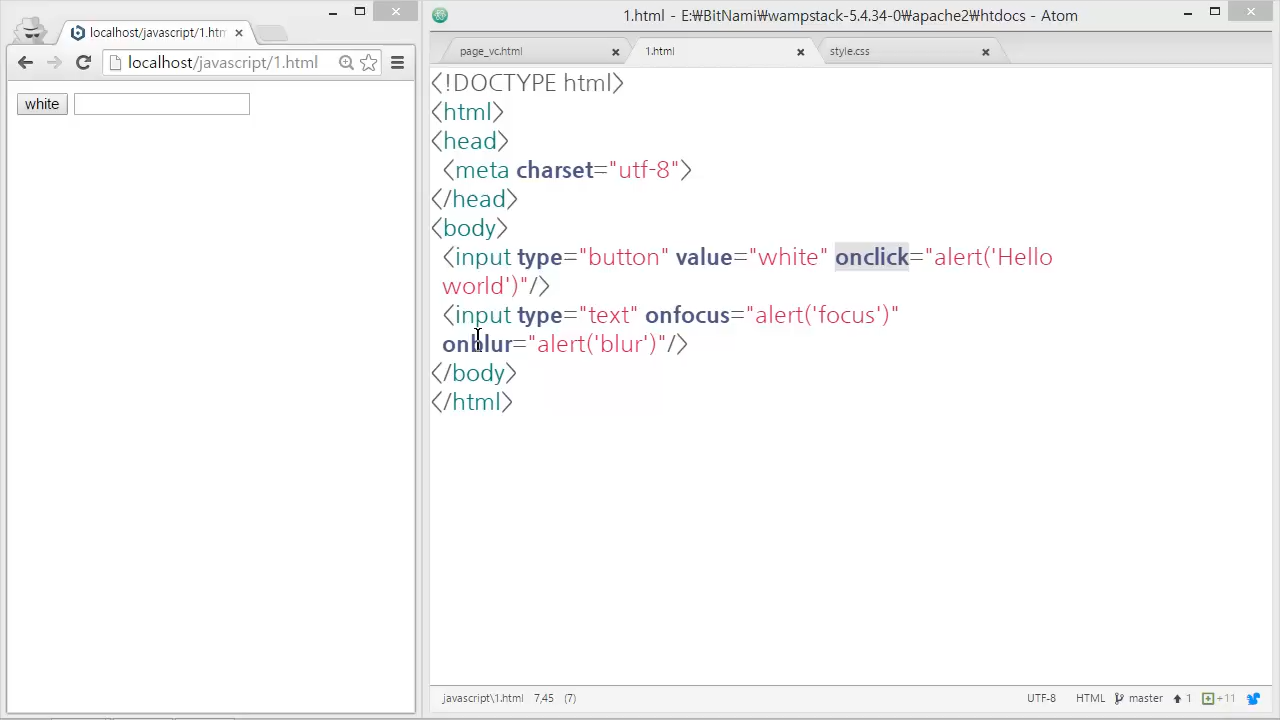 localhost/javascript/1.htm
localhost/javascript/1.html
white
1.html - E:₩BitNami₩wampstack-5.4.34-0₩apache2₩htdocs - Atom
page_vc.html
1.html
style.css
<!DOCTYPE html>
<html>
<head>
<meta charset="utf-8">
</head>
<body>
<input type="button" value="white" onclick="alert('Hello
world')"/>
<input type="text" onfocus="alert('focus')"
onblur="alert('blur')"/>
</body>
</html>
javascript\1.html 7,45 (7)
UTF-8 HTML master 1 +11